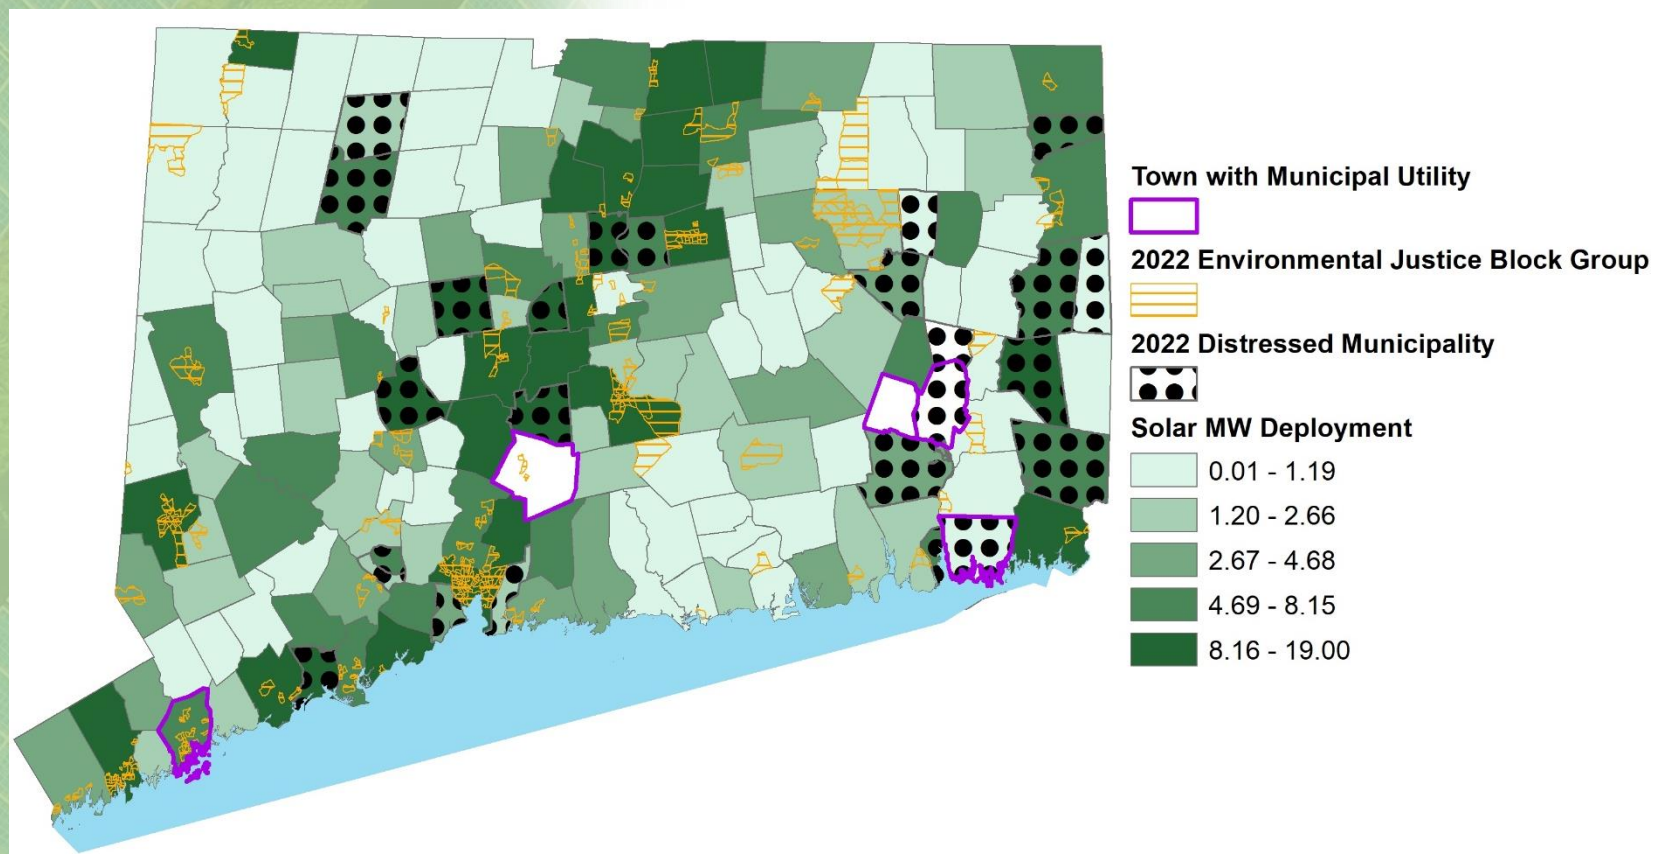 Town with Municipal Utility
2022 Environmental Justice Block Group
2022 Distressed Municipality
Solar MW Deployment
0.01 - 1.19
1.20 - 2.66
2.67 - 4.68
4.69 - 8.15
8.16 - 19.00